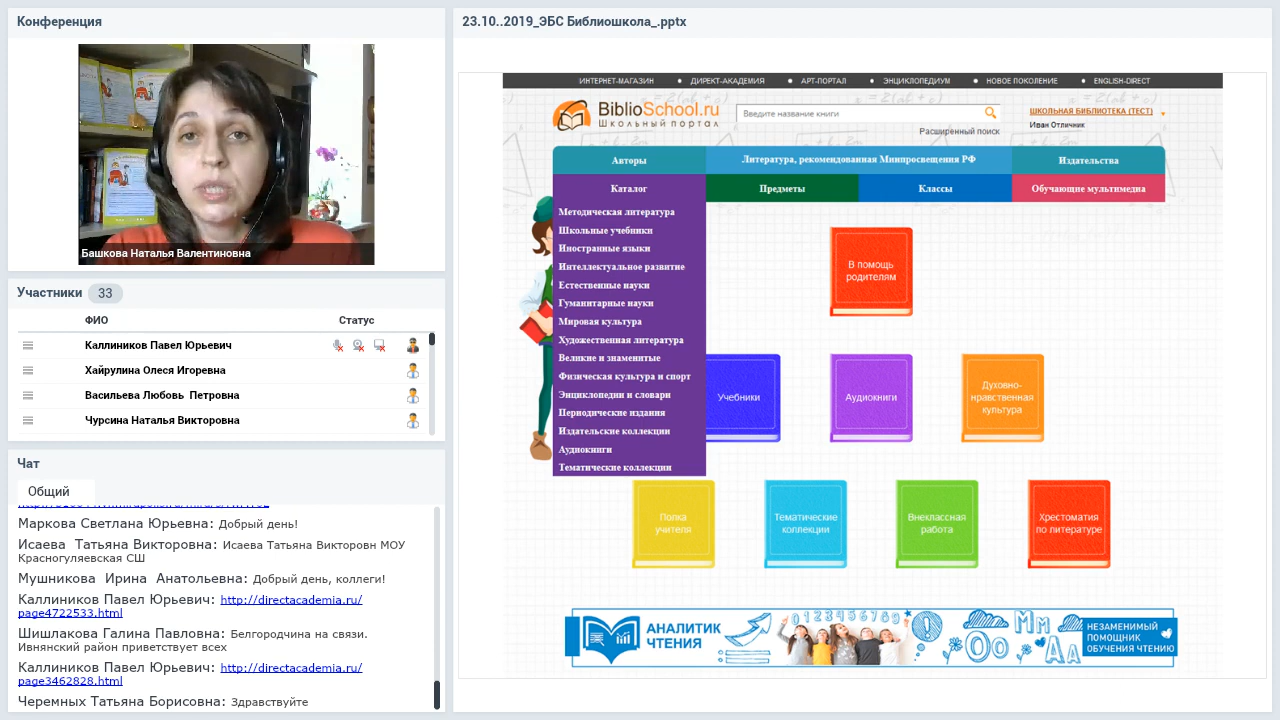 Конференция
Башкова Наталья Валентиновна
Участники 33
ФИО Статус
Каллиников Павел Юрьевич
Хайрулина Олеся Игоревна
Васильева Любовь Петровна
Чурсина Наталья Викторовна
Чат
Общий
Маркова Светлана Юрьевна: Добрый день!
Исаева Татьяна Викторовна: Исаева Татьяна Викторовн МОУ
Красногуляевская СШ
Мушникова Ирина Анатольевна: Добрый день, коллеги!
Каллиников Павел Юрьевич: http://directacademia.ru/
page4722533.html
Шишлакова Галина Павловна: Белгородчина на связи.
Ивнянский район приветствует всех
Каллиников Павел Юрьевич: http://directacademia.ru/
page3462828.html
Черемных Татьяна Борисовна: Здравствуйте
23.10..2019_ЭБС Библиошкола_.pptx
ИНТЕРНЕТ-МАГАЗИН • ДИРЕКТ-АКАДЕМИЯ • АРТ-ПОРТАЛ • ЭНЦИКЛОПЕДИУМ • НОВОЕ ПОКОЛЕНИЕ • ENGLISH-DIRECT
BiblioSchool.ru
Школьный портал
Введите название книги
Расширенный поиск
ШКОЛЬНАЯ БИБЛИОТЕКА (ТЕСТ)
Иван Отличник
Авторы Литература, рекомендованная Минпросвещения РФ Издательства
Каталог Предметы Классы Обучающие мультимедиа
Методическая литература
Школьные учебники
Иностранные языки
Интеллектуальное развитие
Естественные науки
Гуманитарные науки
Мировая культура
Художественная литература
Великие и знаменитые
Физическая культура и спорт
Энциклопедии и словари
Периодические издания
Издательские коллекции
Аудиокниги
Тематические коллекции
В помощь
родителям
Учебники
Аудиокниги
Духовно-
нравственная
культура
Полка
учителя
Тематические
коллекции
Внеклассная
работа
Хрестоматия
по литературе
АНАЛИТИК
ЧТЕНИЯ
НЕЗАМЕНИМЫЙ
ПОМОЩНИК
ОБУЧЕНИЯ ЧТЕНИЮ